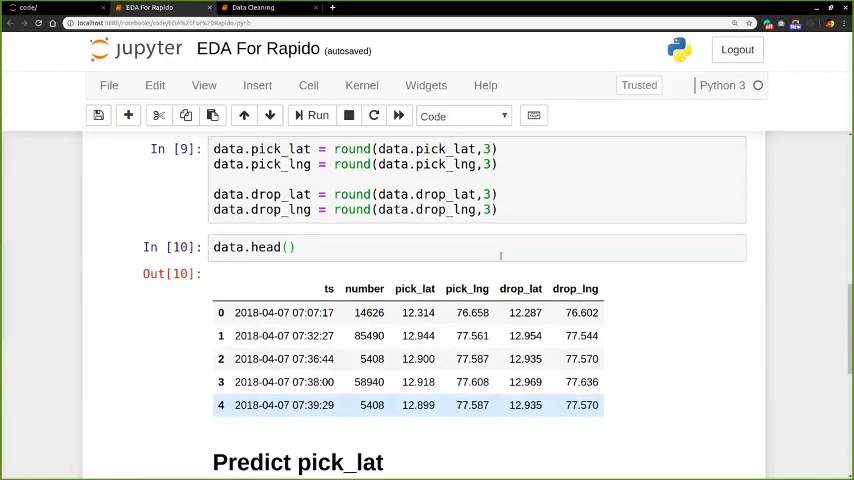 code/
EDA For Rapido
Data Cleaning
localhost:8888/notebooks/code/EDA%20For%20Rapido.ipynb
jupyter EDA For Rapido (autosaved)
Logout
File Edit View Insert Cell Kernel Widgets Help
Trusted
Python 3
Run
Code
In [9]: data.pick_lat = round(data.pick_lat,3)
data.pick_lng = round(data.pick_lng,3)
data.drop_lat = round(data.drop_lat,3)
data.drop_lng = round(data.drop_lng,3)
In [10]: data.head()
Out[10]:
ts number pick_lat pick_lng drop_lat drop_lng
0 2018-04-07 07:07:17 14626 12.314 76.658 12.287 76.602
1 2018-04-07 07:32:27 85490 12.944 77.561 12.954 77.544
2 2018-04-07 07:36:44 5408 12.900 77.587 12.935 77.570
3 2018-04-07 07:38:00 58940 12.918 77.608 12.969 77.636
4 2018-04-07 07:39:29 5408 12.899 77.587 12.935 77.570
Predict pick_lat